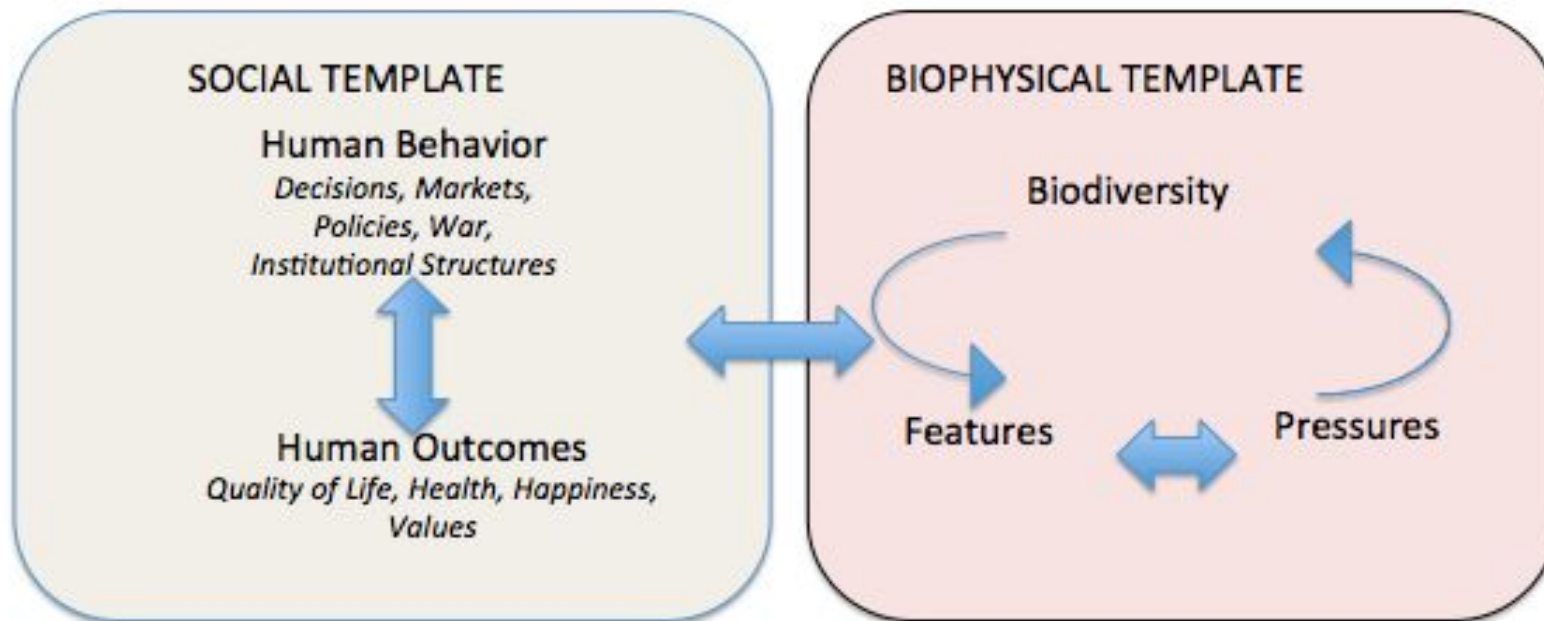 SOCIAL TEMPLATE
Human Behavior
Decisions, Markets,
Policies, War,
Institutional Structures
Human Outcomes
Quality of Life, Health, Happiness,
Values
BIOPHYSICAL TEMPLATE
Biodiversity
Features
Pressures